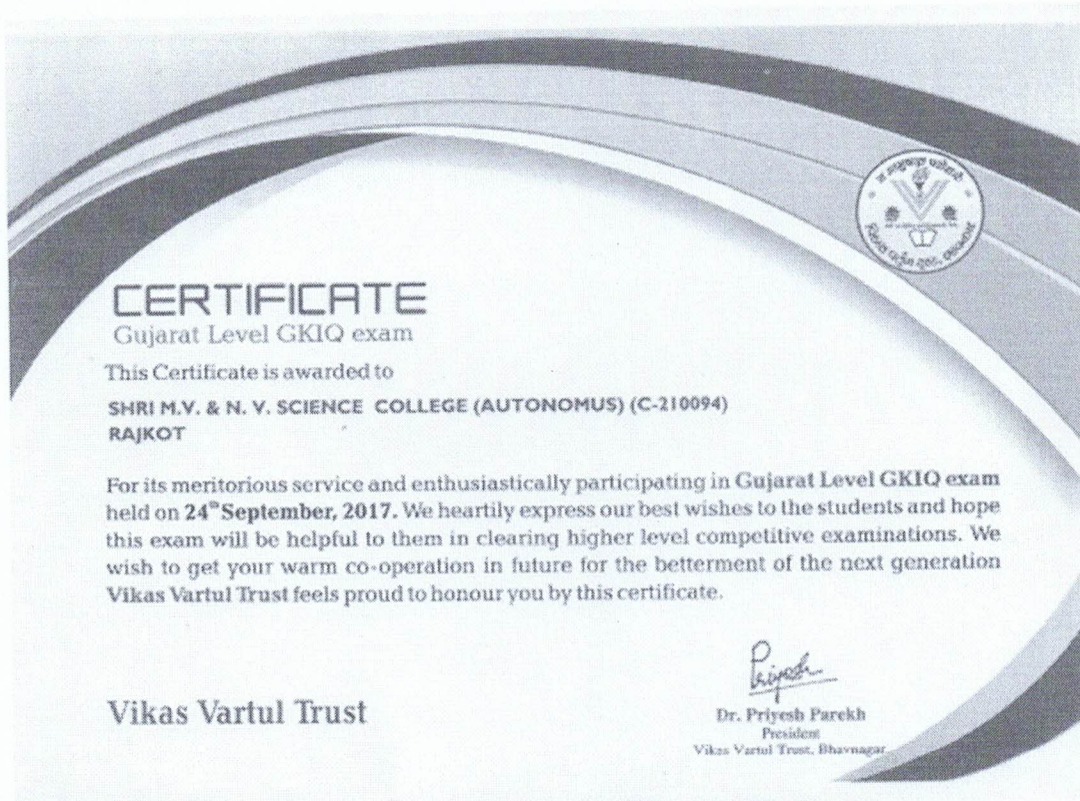 CERTIFICATE
Gujarat Level GKIQ exam
This Certificate is awarded to
SHRI M.V. & N. V. SCIENCE COLLEGE (AUTONOMUS) (C-210094)
RAJKOT
For its meritorious service and enthusiastically participating in Gujarat Level GKIQ exam
held on 24th September, 2017. We heartily express our best wishes to the students and hope
this exam will be helpful to them in clearing higher level competitive examinations. We
wish to get your warm co-operation in future for the betterment of the next generation
Vikas Vartul Trust feels proud to honour you by this certificate.
Priyesh
Vikas Vartul Trust
Dr. Priyesh Parekh
President
Vikas Vartul Trust, Bhavnagar